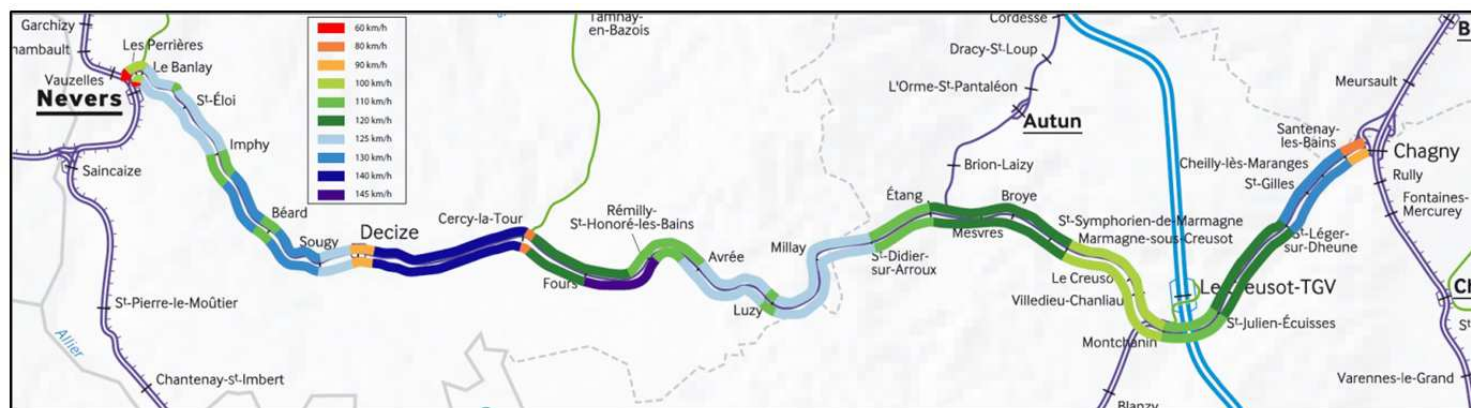 Garchizy
hambault
Les Perrières
Vauzelles
Le Banlay
Nevers
St-Éloi
Imphy
Saincaize
Béard
Sougy
Decize
St-Pierre-le-Moûtier
Allier
Chantenay-St-Imbert
60 km/h
80 km/h
90 km/h
100 km/h
110 km/h
120 km/h
125 km/h
130 km/h
140 km/h
145 km/h
Tamnay-
en-Bazois
Cercy-la-Tour
Fours
Rémilly-
St-Honoré-les-Bains
Avrée
Luzy
Millay
St-Didier-
sur-Arroux
Étang
Mesvres
Broye
Cordesse
Dracy-St-Loup
L'Orme-St-Pantaléon
Autun
Brion-Laizy
St-Symphorien-de-Marmagne
Marmagne-sous-Creusot
Le Creuso
Villedieu-Chanliau
Montchanin
Blanzy
Le Creusot-TGV
St-Julien-Écuisses
St-Léger-
sur-Dheune
St-Gilles
Cheilly-lès-Maranges
Santenay-
les-Bains
Meursault
B
Chagny
Rully
Fontaines-
Mercurey
Ch
St
Varennes-le-Grand